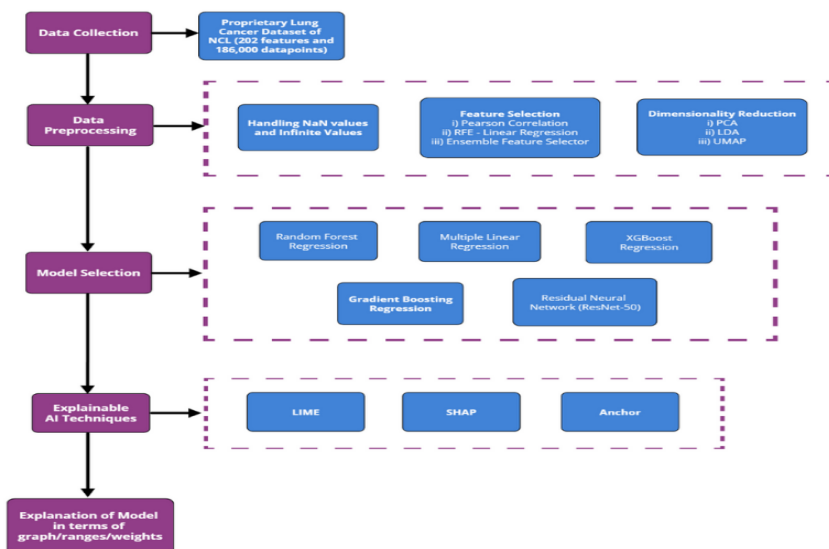 Data Collection
Proprietary Lung
Cancer Dataset of
NCL (202 features and
186,000 datapoints)
Data
Preprocessing
Handling NaN values
and Infinite Values
Feature Selection
i) Pearson Correlation
ii) RFE - Linear Regression
iii) Ensemble Feature Selector
Dimensionality Reduction
i) PCA
ii) LDA
iii) UMAP
Model Selection
Random Forest
Regression
Multiple Linear
Regression
XGBoost
Regression
Gradient Boosting
Regression
Residual Neural
Network (ResNet-50)
Explainable
AI Techniques
LIME
SHAP
Anchor
Explanation of Model
in terms of
graph/ranges/weights